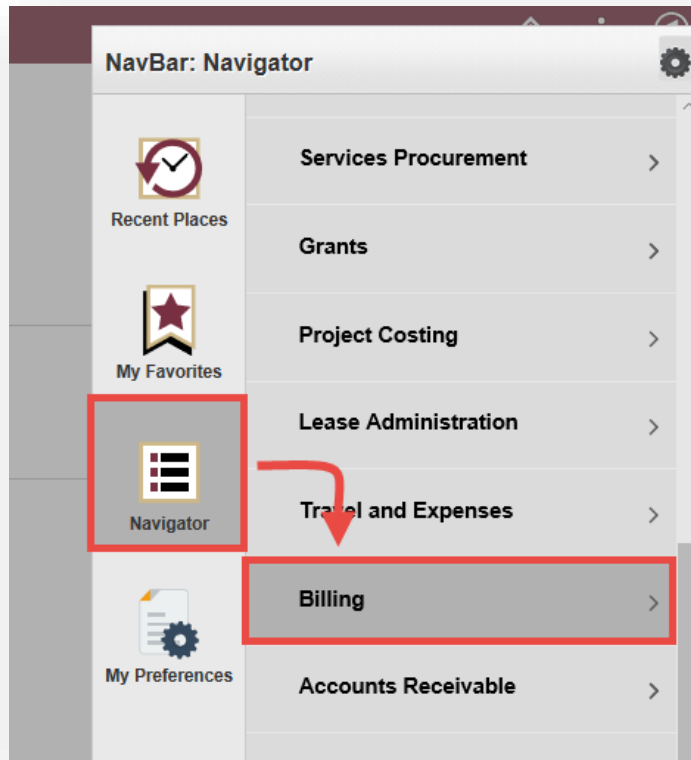 NavBar: Navigator
Recent Places
My Favorites
Navigator
My Preferences
Services Procurement
Grants
Project Costing
Lease Administration
Travel and Expenses
Billing
Accounts Receivable